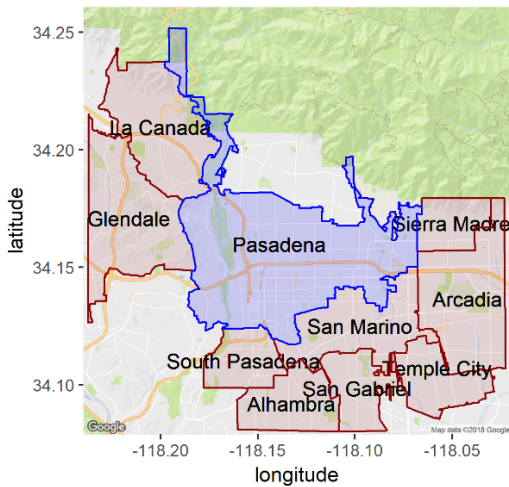 34.25
34.20
34.15
34.10
latitude
La Canada
Glendale
Pasadena
Sierra Madre
Arcadia
San Marino
South Pasadena
Temple City
San Gabriel
Alhambra
Google
Map data ©2018 Google
-118.20
-118.15
-118.10
-118.05
longitude